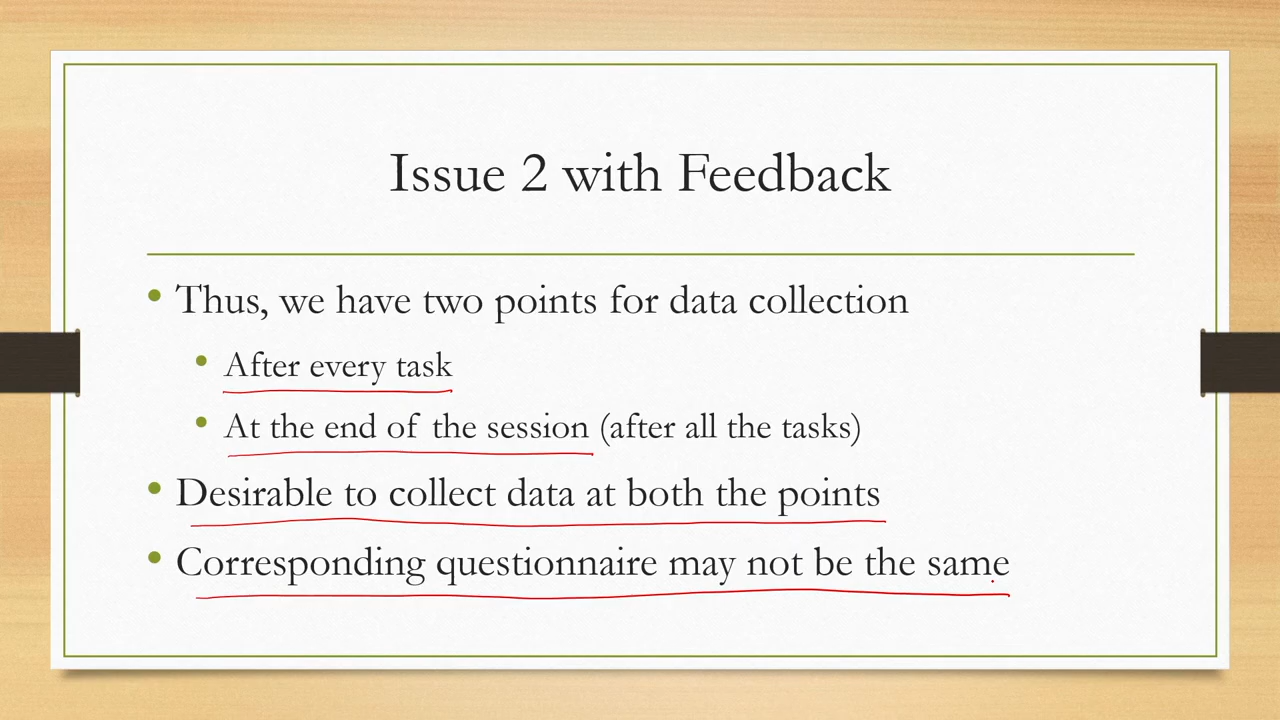 Issue 2 with Feedback
• Thus, we have two points for data collection
• After every task
• At the end of the session (after all the tasks)
• Desirable to collect data at both the points
• Corresponding questionnaire may not be the same